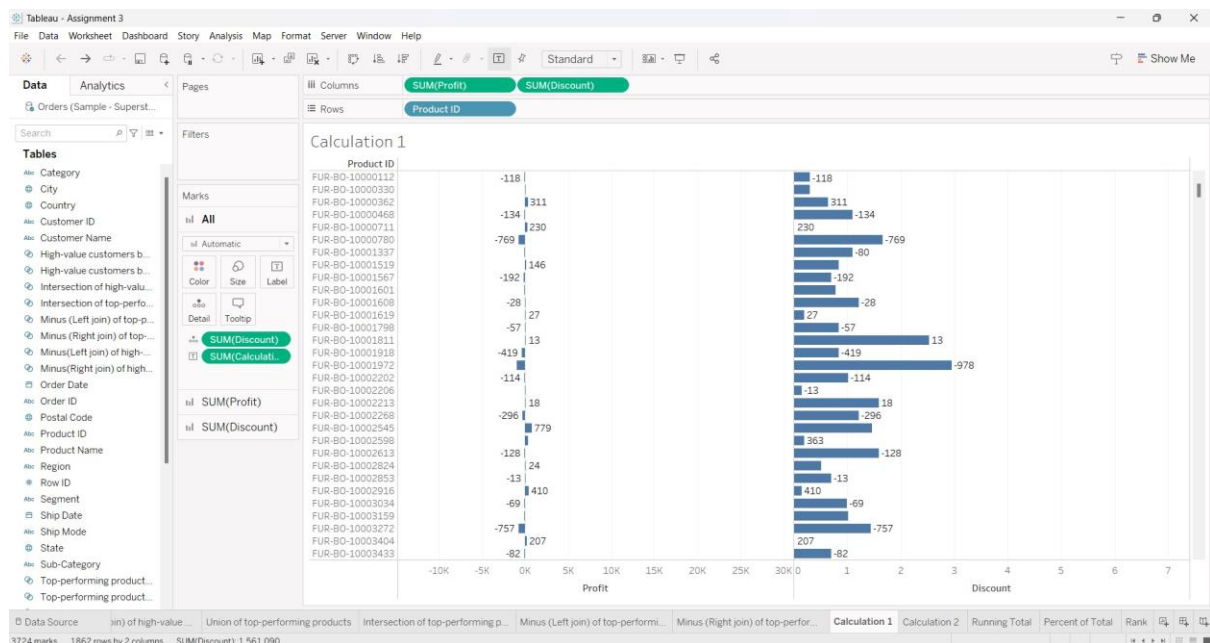 Tableau - Assignment 3
File Data Worksheet Dashboard Story Analysis Map Format Server Window Help
Standard
Show Me
Data Analytics
Orders (Sample - Superst...
Search
Tables
Category
City
Country
Customer ID
Customer Name
High-value customers b...
High-value customers b...
Intersection of high-valu...
Intersection of top-perfo...
Minus (Left join) of top-p...
Minus (Right join) of top-...
Minus(Left join) of high-...
Minus(Right join) of high...
Order Date
Order ID
Postal Code
Product ID
Product Name
Region
Row ID
Segment
Ship Date
Ship Mode
State
Sub-Category
Top-performing product...
Top-performing product...
Pages
Filters
Marks
All
Automatic
Color Size Label
Detail Tooltip
SUM(Discount)
SUM(Calculati...
SUM(Profit)
SUM(Discount)
Columns SUM(Profit) SUM(Discount)
Rows Product ID
Calculation 1
Product ID
FUR-BO-10000112 -118 -118
FUR-BO-10000330
FUR-BO-10000362 311 311
FUR-BO-10000468 -134 -134
FUR-BO-10000711 230 230
FUR-BO-10000780 -769 -769
FUR-BO-10001337 -80
FUR-BO-10001519 146
FUR-BO-10001567 -192 -192
FUR-BO-10001601
FUR-BO-10001608 -28 -28
FUR-BO-10001619 27 27
FUR-BO-10001798 -57 -57
FUR-BO-10001811 13 13
FUR-BO-10001918 -419 -419
FUR-BO-10001972 -978
FUR-BO-10002202 -114 -114
FUR-BO-10002206 -13
FUR-BO-10002213 18 18
FUR-BO-10002268 -296 -296
FUR-BO-10002545 779
FUR-BO-10002598 363
FUR-BO-10002613 -128 -128
FUR-BO-10002824 24
FUR-BO-10002853 -13 -13
FUR-BO-10002916 410 410
FUR-BO-10003034 -69 -69
FUR-BO-10003159
FUR-BO-10003272 -757 -757
FUR-BO-10003404 207 207
FUR-BO-10003433 -82 -82
-10K -5K 0K 5K 10K 15K 20K 25K 30K 0 1 2 3 4 5 6 7
Profit Discount
Data Source oin) of high-value ... Union of top-performing products Intersection of top-performing p... Minus (Left join) of top-performi... Minus (Right join) of top-perfor... Calculation 1 Calculation 2 Running Total Percent of Total Rank
3724 marks 1862 rows by 2 columns SUM(Discount): 1,561.090